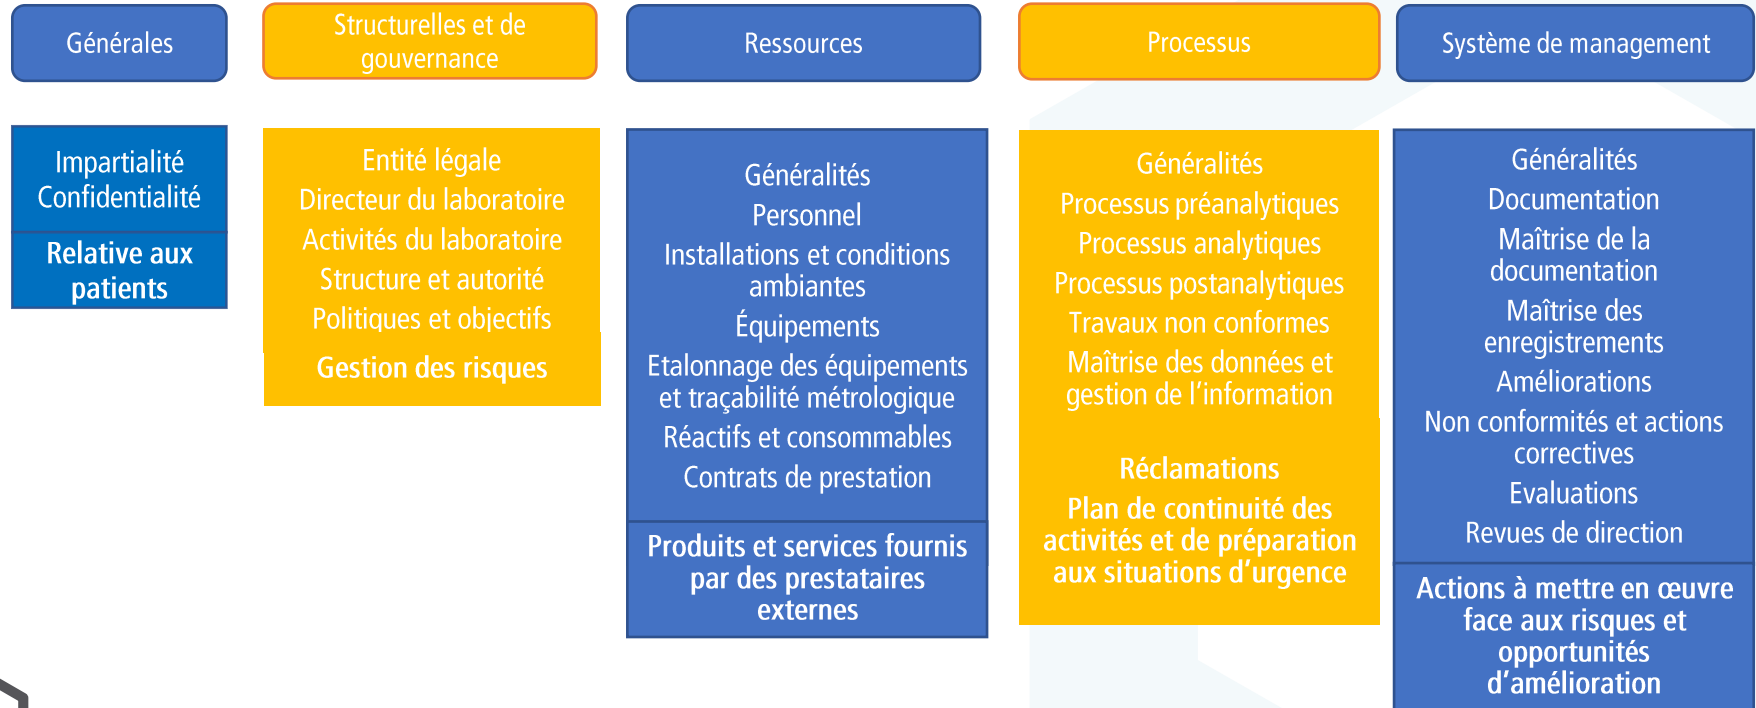 Générales
Structurelles et de
gouvernance
Ressources
Processus
Système de management
Impartialité
Confidentialité
Relative aux
patients
Entité légale
Directeur du laboratoire
Activités du laboratoire
Structure et autorité
Politiques et objectifs
Gestion des risques
Généralités
Personnel
Installations et conditions
ambiantes
Équipements
Etalonnage des équipements
et traçabilité métrologique
Réactifs et consommables
Contrats de prestation
Produits et services fournis
par des prestataires
externes
Généralités
Processus préanalytiques
Processus analytiques
Processus postanalytiques
Travaux non conformes
Maîtrise des données et
gestion de l'information
Réclamations
Plan de continuité des
activités et de préparation
aux situations d'urgence
Généralités
Documentation
Maîtrise de la
documentation
Maîtrise des
enregistrements
Améliorations
Non conformités et actions
correctives
Evaluations
Revues de direction
Actions à mettre en œuvre
face aux risques et
opportunités
d'amélioration